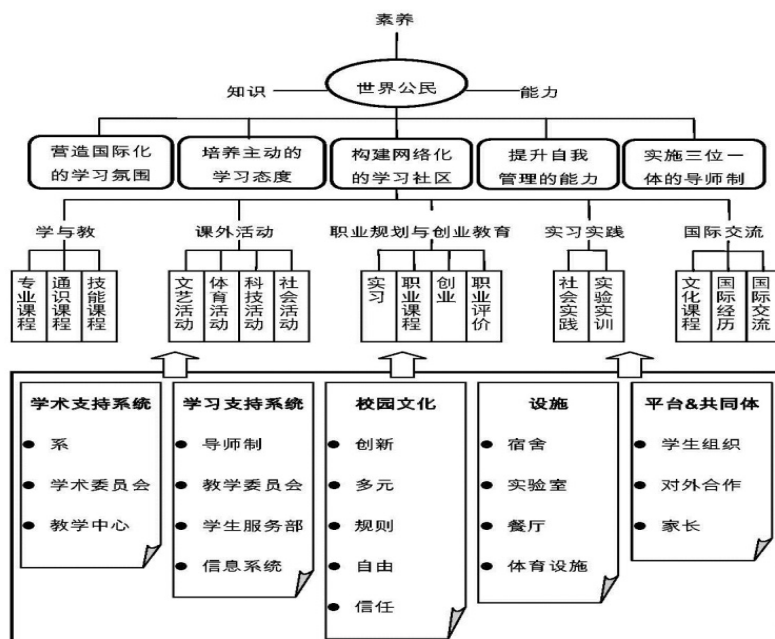 素养
知识
世界公民
能力
营造国际化
的学习氛围
培养主动的
学习态度
构建网络化
的学习社区
提升自我
管理的能力
实施三位一
体的导师制
学与教
课外活动
职业规划与创业教育
实习实践
国际交流
专业课程
通识课程
技能课程
文艺活动
体育活动
科技活动
社会活动
实习
职业课程
创业
职业评价
社会实践
实验实训
文化课程
国际经历
国际交流
学术支持系统
● 系
● 学术委员会
● 教学中心
学习支持系统
● 导师制
● 教学委员会
● 学生服务部
● 信息系统
校园文化
● 创新
● 多元
● 规则
● 自由
● 信任
设施
● 宿舍
● 实验室
● 餐厅
● 体育设施
平台&共同体
● 学生组织
● 对外合作
● 家长